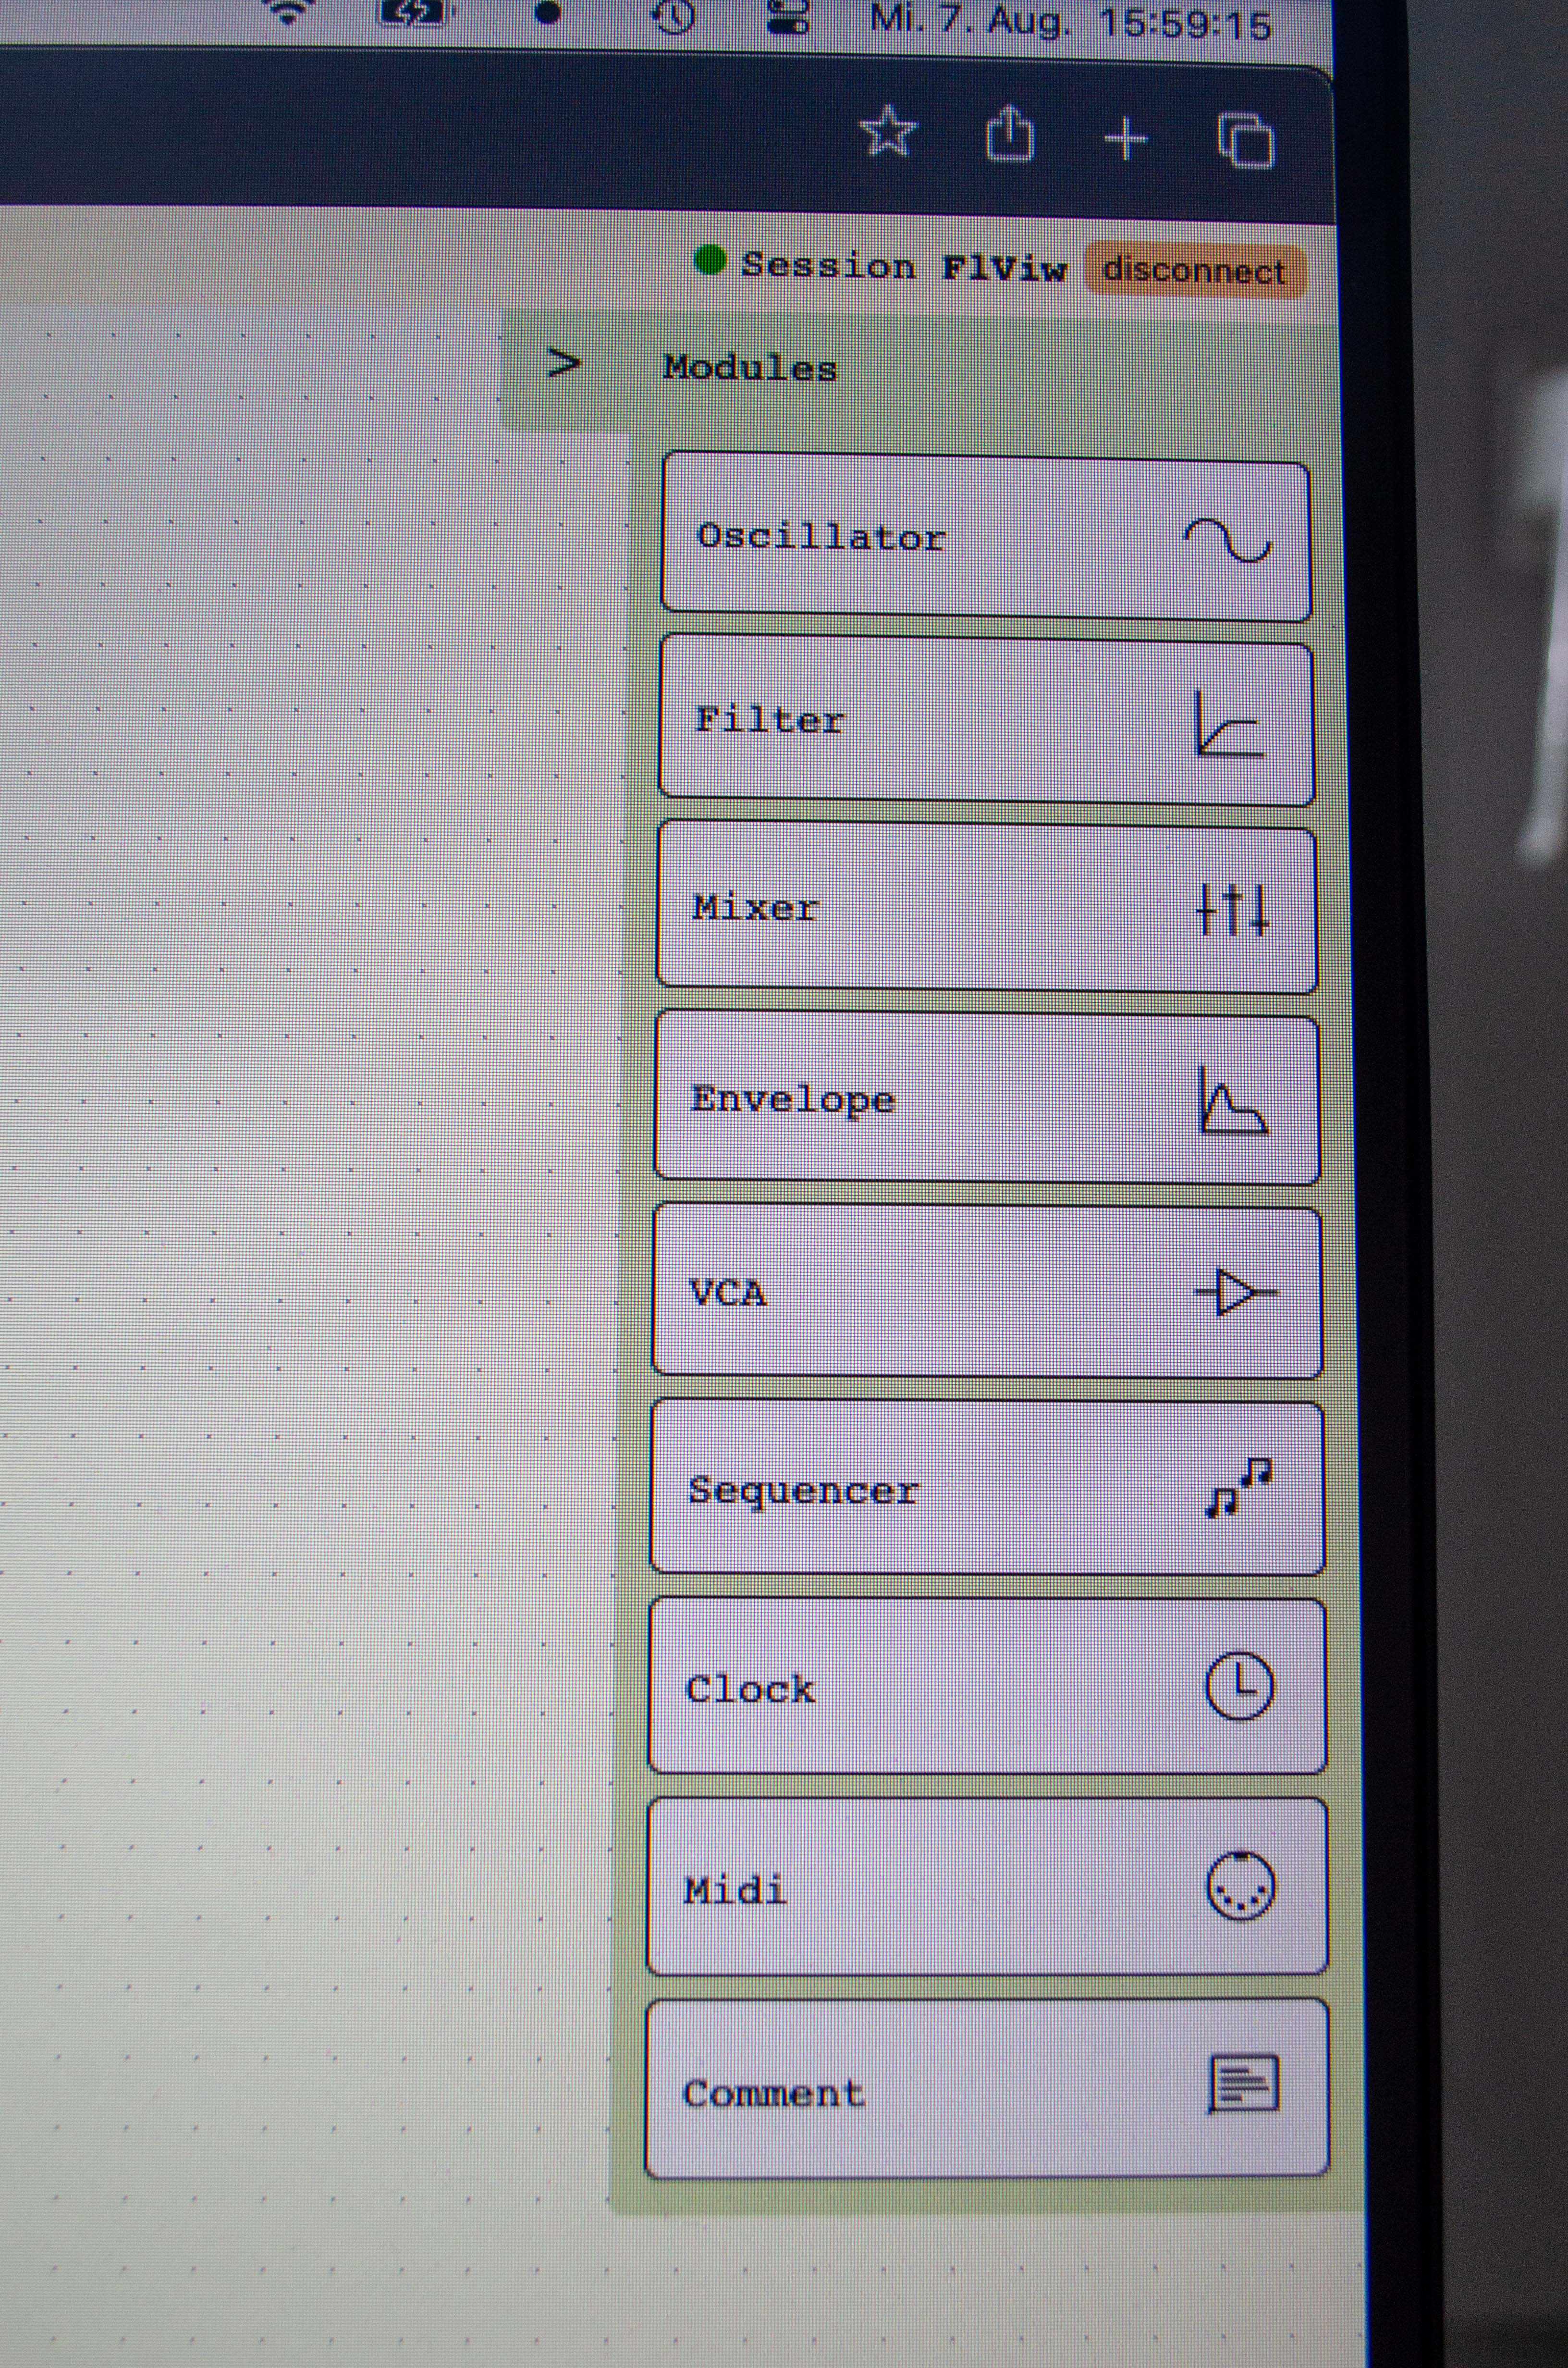 Mi. 7. Aug. 15:59:15
Session FlViw disconnect
> Modules
Oscillator
Filter
Mixer
Envelope
VCA
Sequencer
Clock
Midi
Comment